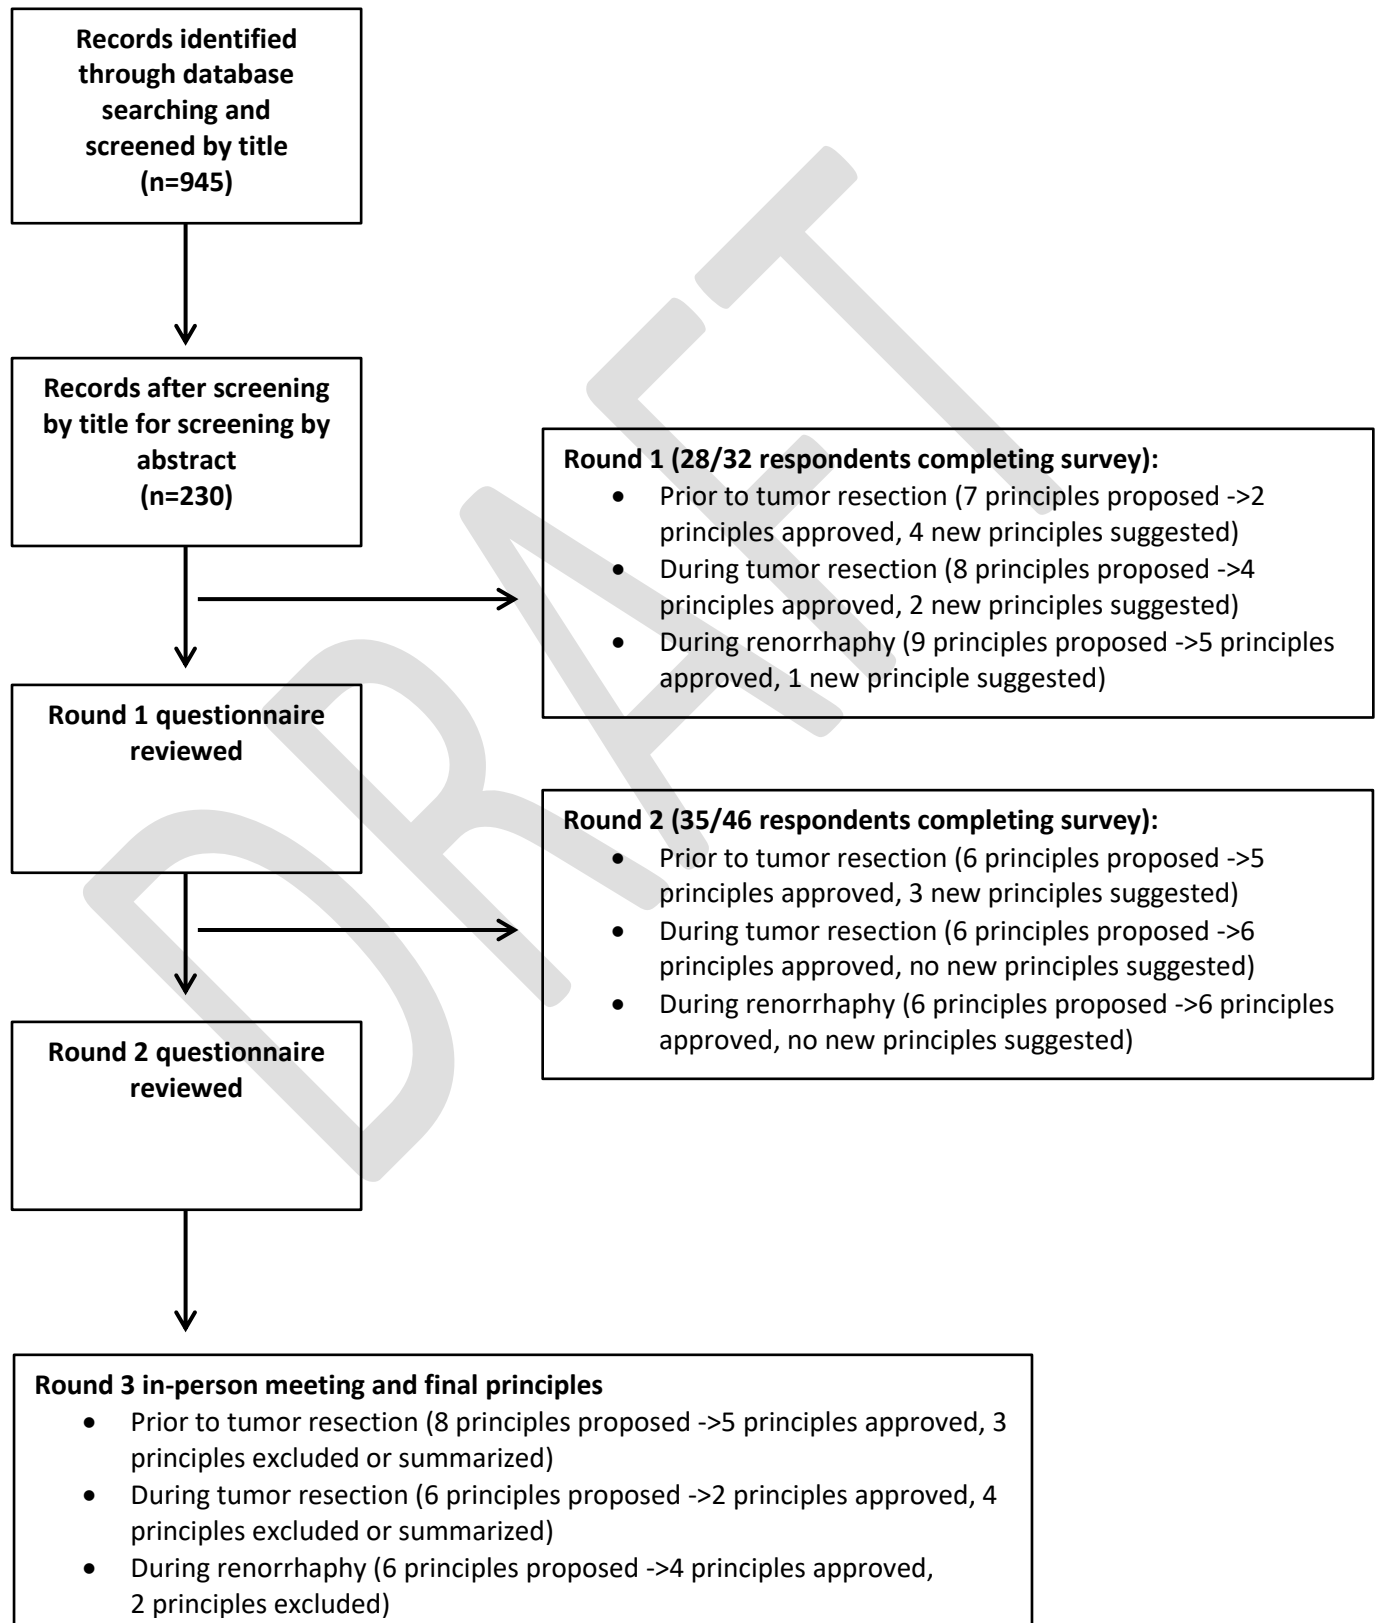 Records identified
through database
searching and
screened by title
(n=945)
Records after screening
by title for screening by
abstract
(n=230)
Round 1 (28/32 respondents completing survey):
• Prior to tumor resection (7 principles proposed ->2
principles approved, 4 new principles suggested)
• During tumor resection (8 principles proposed ->4
principles approved, 2 new principles suggested)
• During renorrhaphy (9 principles proposed ->5 principles
approved, 1 new principle suggested)
Round 1 questionnaire
reviewed
Round 2 (35/46 respondents completing survey):
• Prior to tumor resection (6 principles proposed ->5
principles approved, 3 new principles suggested)
• During tumor resection (6 principles proposed ->6
principles approved, no new principles suggested)
• During renorrhaphy (6 principles proposed ->6 principles
approved, no new principles suggested)
Round 2 questionnaire
reviewed
Round 3 in-person meeting and final principles
• Prior to tumor resection (8 principles proposed ->5 principles approved, 3
principles excluded or summarized)
• During tumor resection (6 principles proposed ->2 principles approved, 4
principles excluded or summarized)
• During renorrhaphy (6 principles proposed ->4 principles approved,
2 principles excluded)
DRAFT